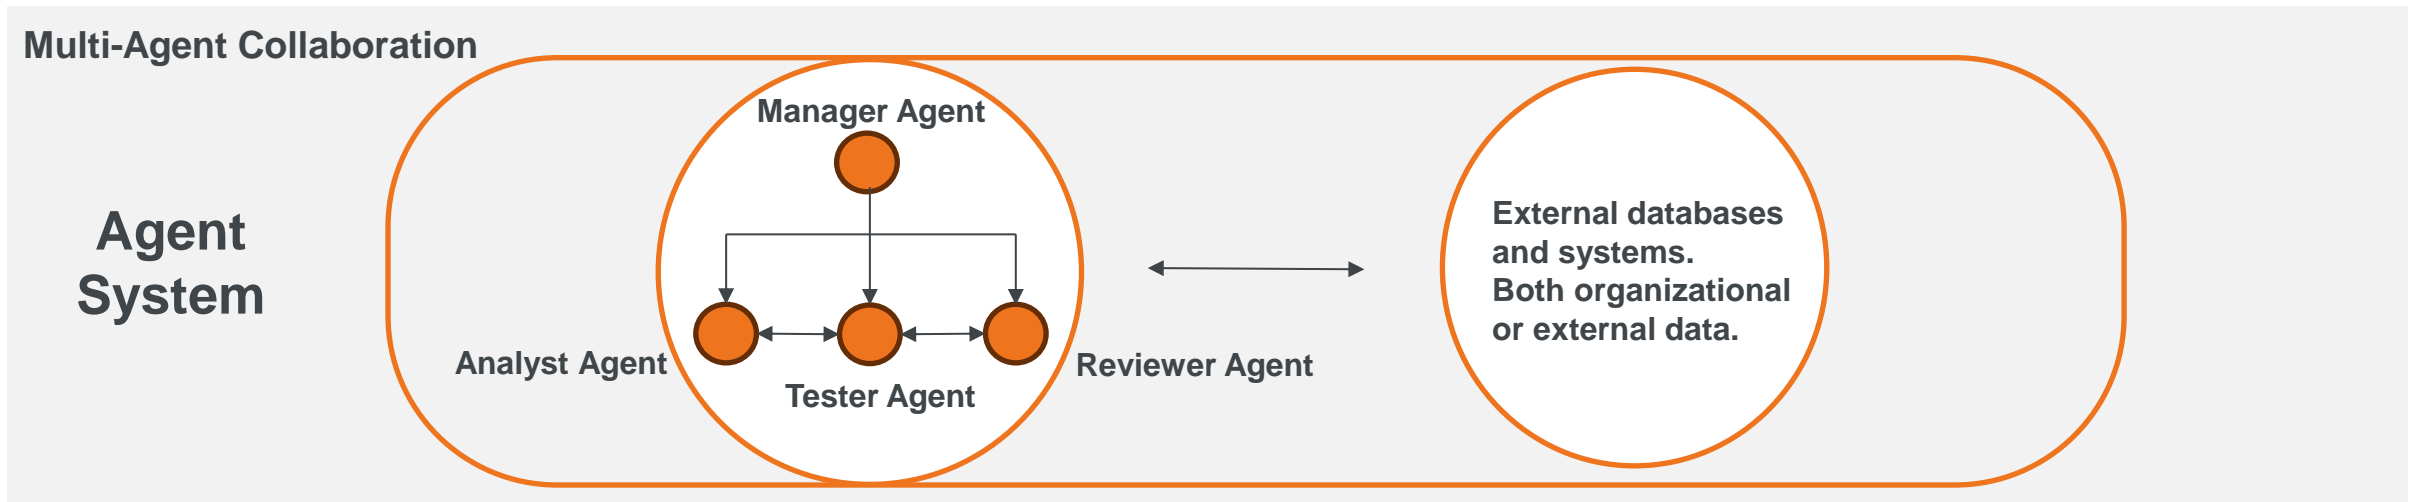 Multi-Agent Collaboration
Agent
System
Manager Agent
Analyst Agent
Tester Agent
Reviewer Agent
External databases
and systems.
Both organizational
or external data.